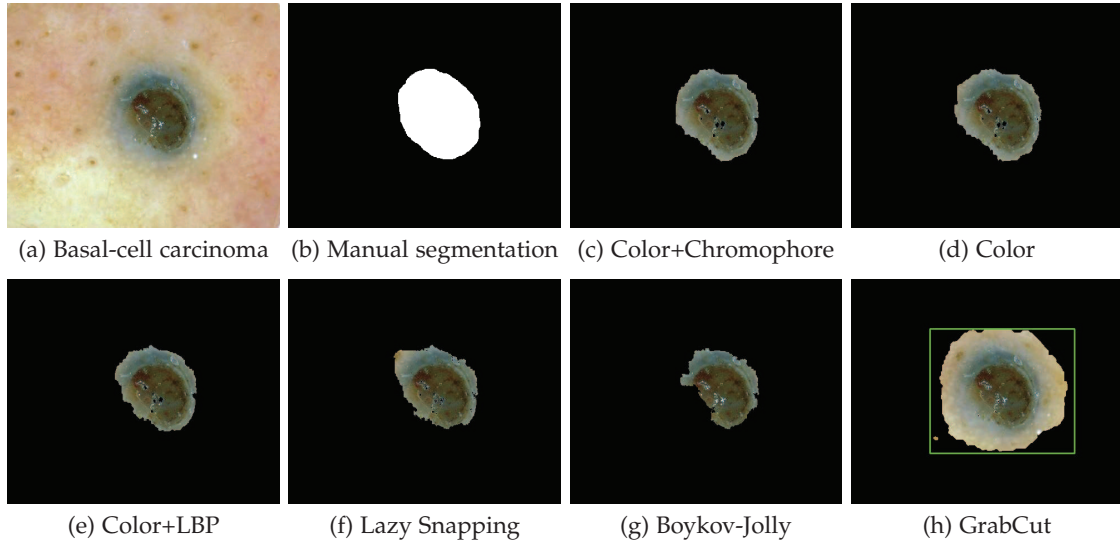 (a) Basal-cell carcinoma
(b) Manual segmentation
(c) Color+Chromophore
(d) Color
(e) Color+LBP
(f) Lazy Snapping
(g) Boykov-Jolly
(h) GrabCut